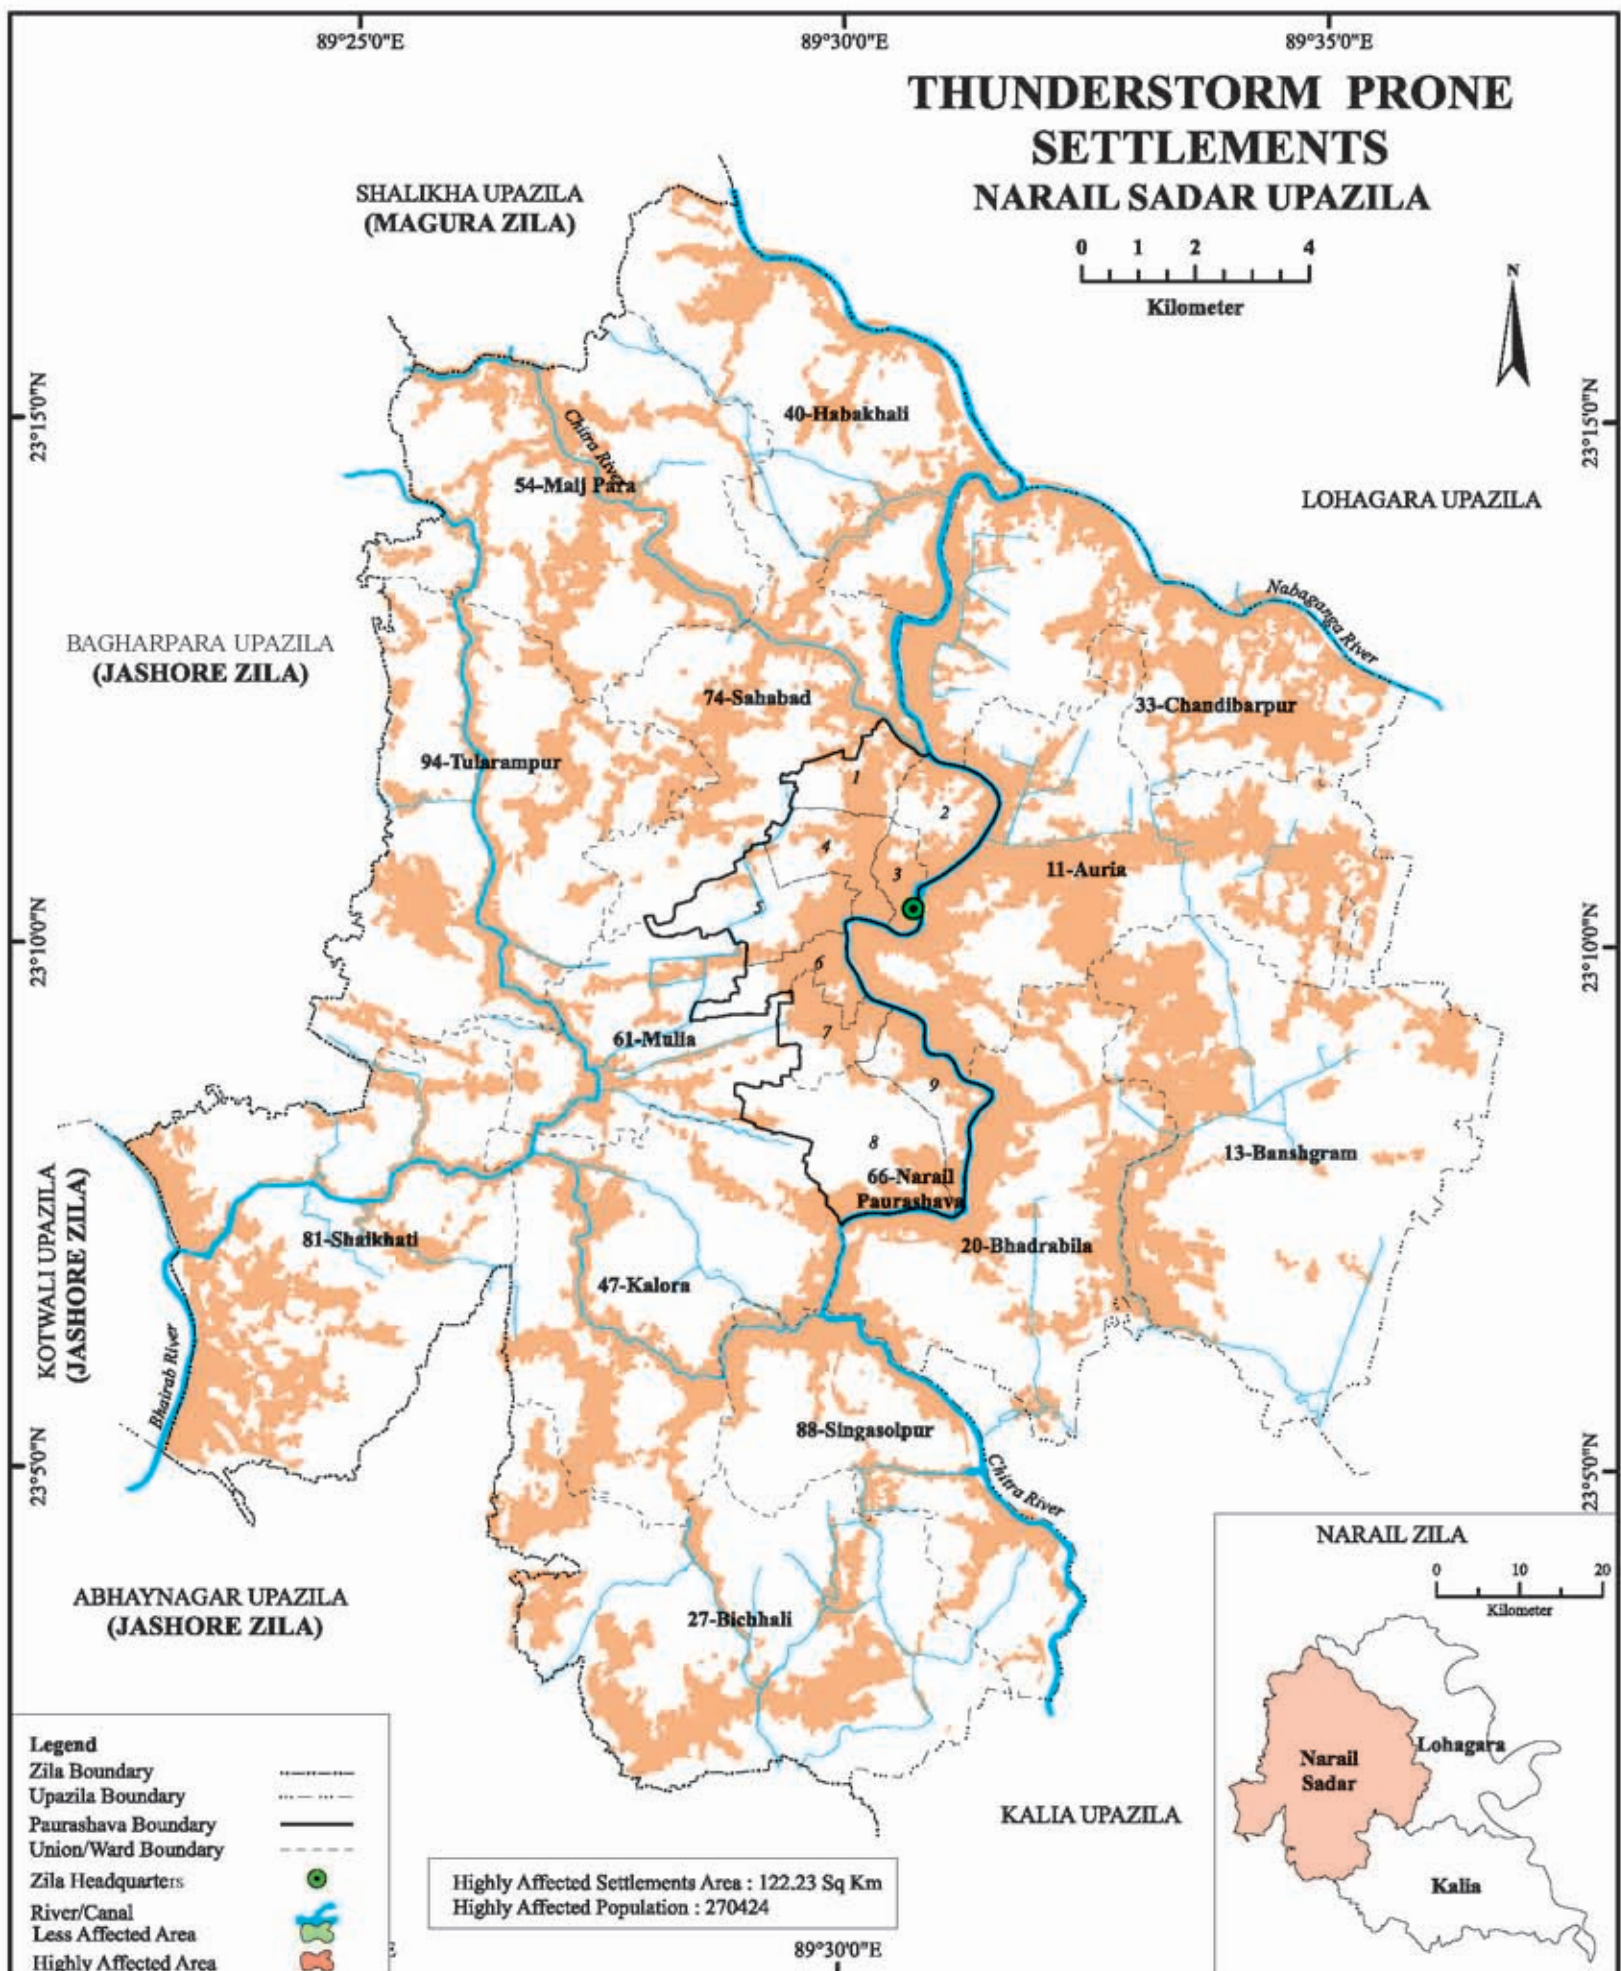 89°25'0"E
89°30'0"E
89°35'0"E
THUNDERSTORM PRONE
SETTLEMENTS
NARAIL SADAR UPAZILA
0 1 2 4
Kilometer
N
SHALIKHA UPAZILA
(MAGURA ZILA)
23°15'0"N
23°15'0"N
40-Habakhali
Chitra River
54-Maij Para
LOHAGARA UPAZILA
Nabaganga River
BAGHARPARA UPAZILA
(JASHORE ZILA)
74-Sahabad
33-Chandibarpur
94-Tularampur
1
2
4
3
11-Auria
5
23°10'0"N
23°10'0"N
6
7
61-Mulia
9
8
13-Banshgram
66-Narail
Paurashava
KOTWALI UPAZILA
(JASHORE ZILA)
81-Shaikhati
20-Bhadrabila
47-Kalora
Bhairab River
88-Singasolpur
23°5'0"N
23°5'0"N
Chitra River
ABHAYNAGAR UPAZILA
(JASHORE ZILA)
27-Bichhali
KALIA UPAZILA
NARAIL ZILA
0 10 20
Kilometer
Narail
Sadar
Lohagara
Kalia
Legend
Zila Boundary
Upazila Boundary
Paurashava Boundary
Union/Ward Boundary
Zila Headquarters
River/Canal
Less Affected Area
Highly Affected Area
Highly Affected Settlements Area : 122.23 Sq Km
Highly Affected Population : 270424
89°30'0"E